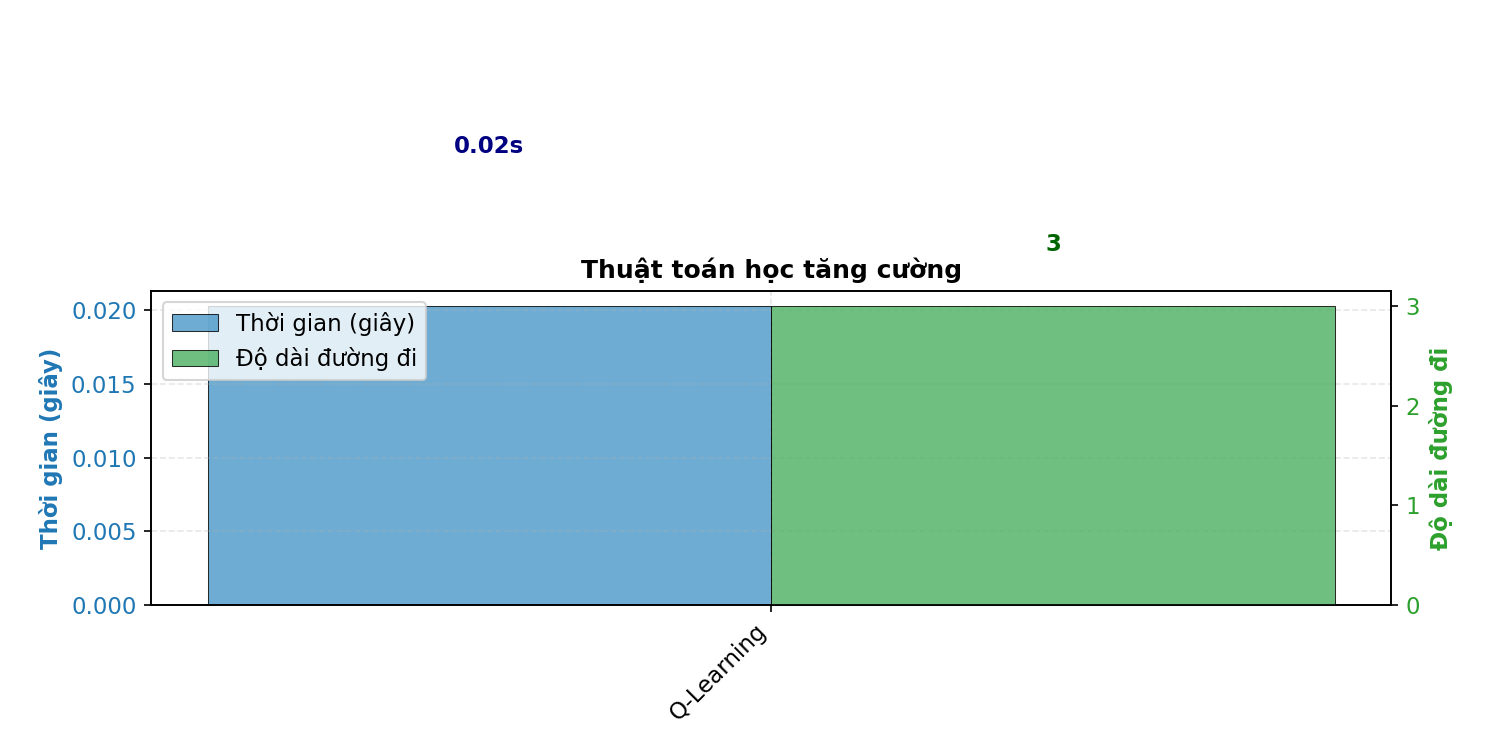 0.02s
3
Thuật toán học tăng cường
Thời gian (giây)
0.020
0.015
0.010
0.005
0.000
Thời gian (giây)
Độ dài đường đi
3
2
1
0
Độ dài đường đi
Q-Learning